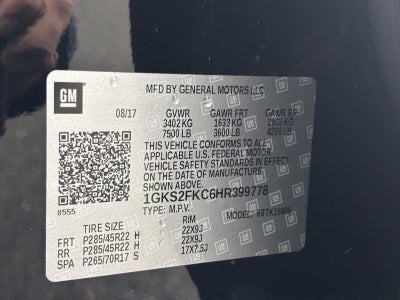 GM
MFD BY GENERAL MOTORS LLC
08/17 GVWR GAWR FRT GAWR RR
3402 KG 1633 KG 1905 KG
7500 LB 3600 LB 4200 LB
THIS VEHICLE CONFORMS TO ALL
APPLICABLE U.S. FEDERAL MOTOR
VEHICLE SAFETY STANDARDS IN EFFECT
ON THE DATE OF MANUFACTURE
1GKS2FKC6HR399778
8555 TYPE: M.P.V. MODEL:
TIRE SIZE RIM
FRT P285/45R22 H 22X9J
RR P285/45R22 H 22X9J
SPA P265/70R17 S 17X7.5J